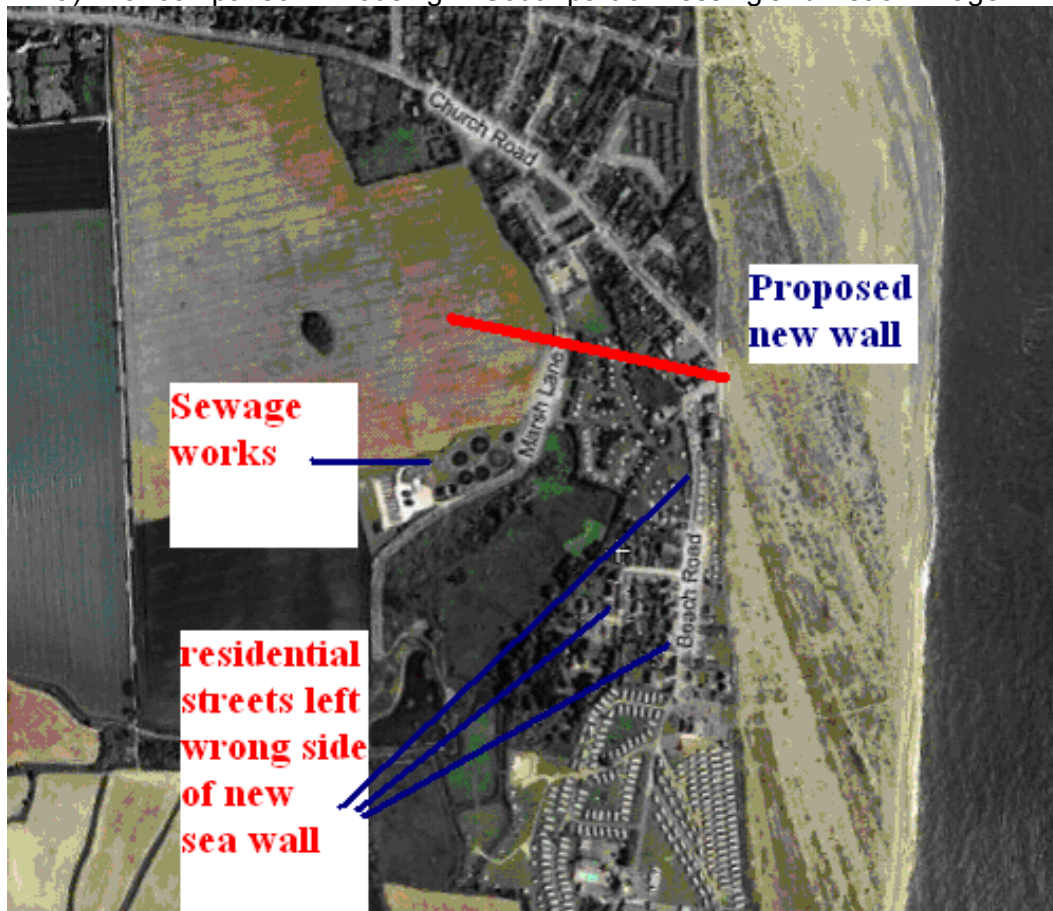 Church Road
Proposed
new wall
Marsh Lane
Sewage
works
Beach Road
residential
streets left
wrong side
of new
sea wall